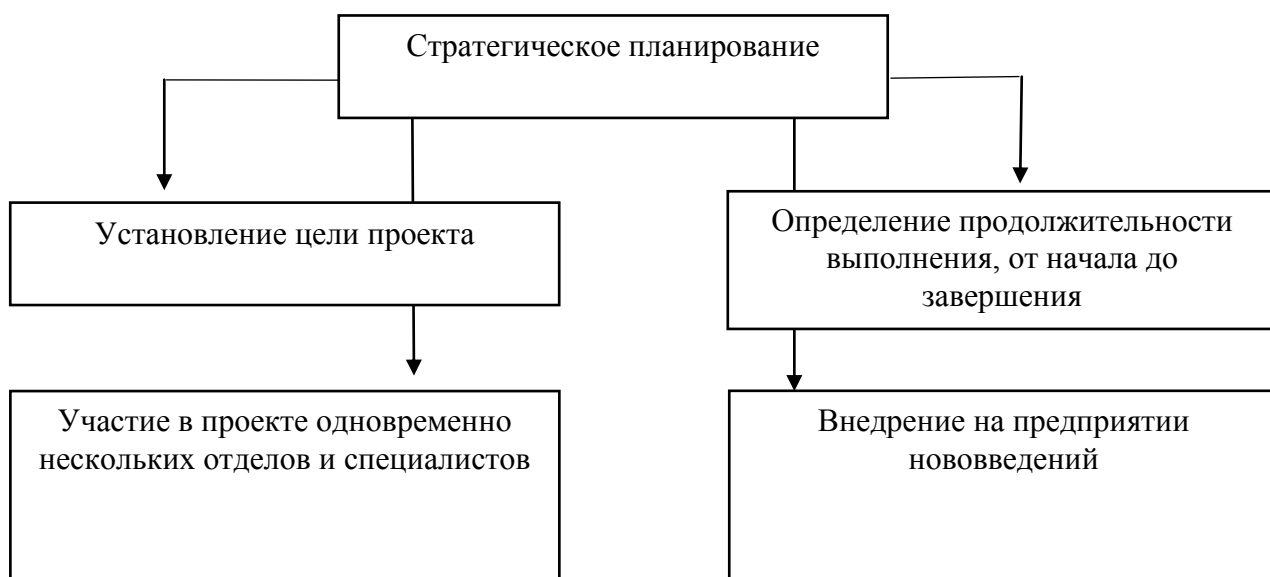 Стратегическое планирование
Установление цели проекта
Определение продолжительности
выполнения, от начала до
завершения
Участие в проекте одновременно
нескольких отделов и специалистов
Внедрение на предприятии
нововведений